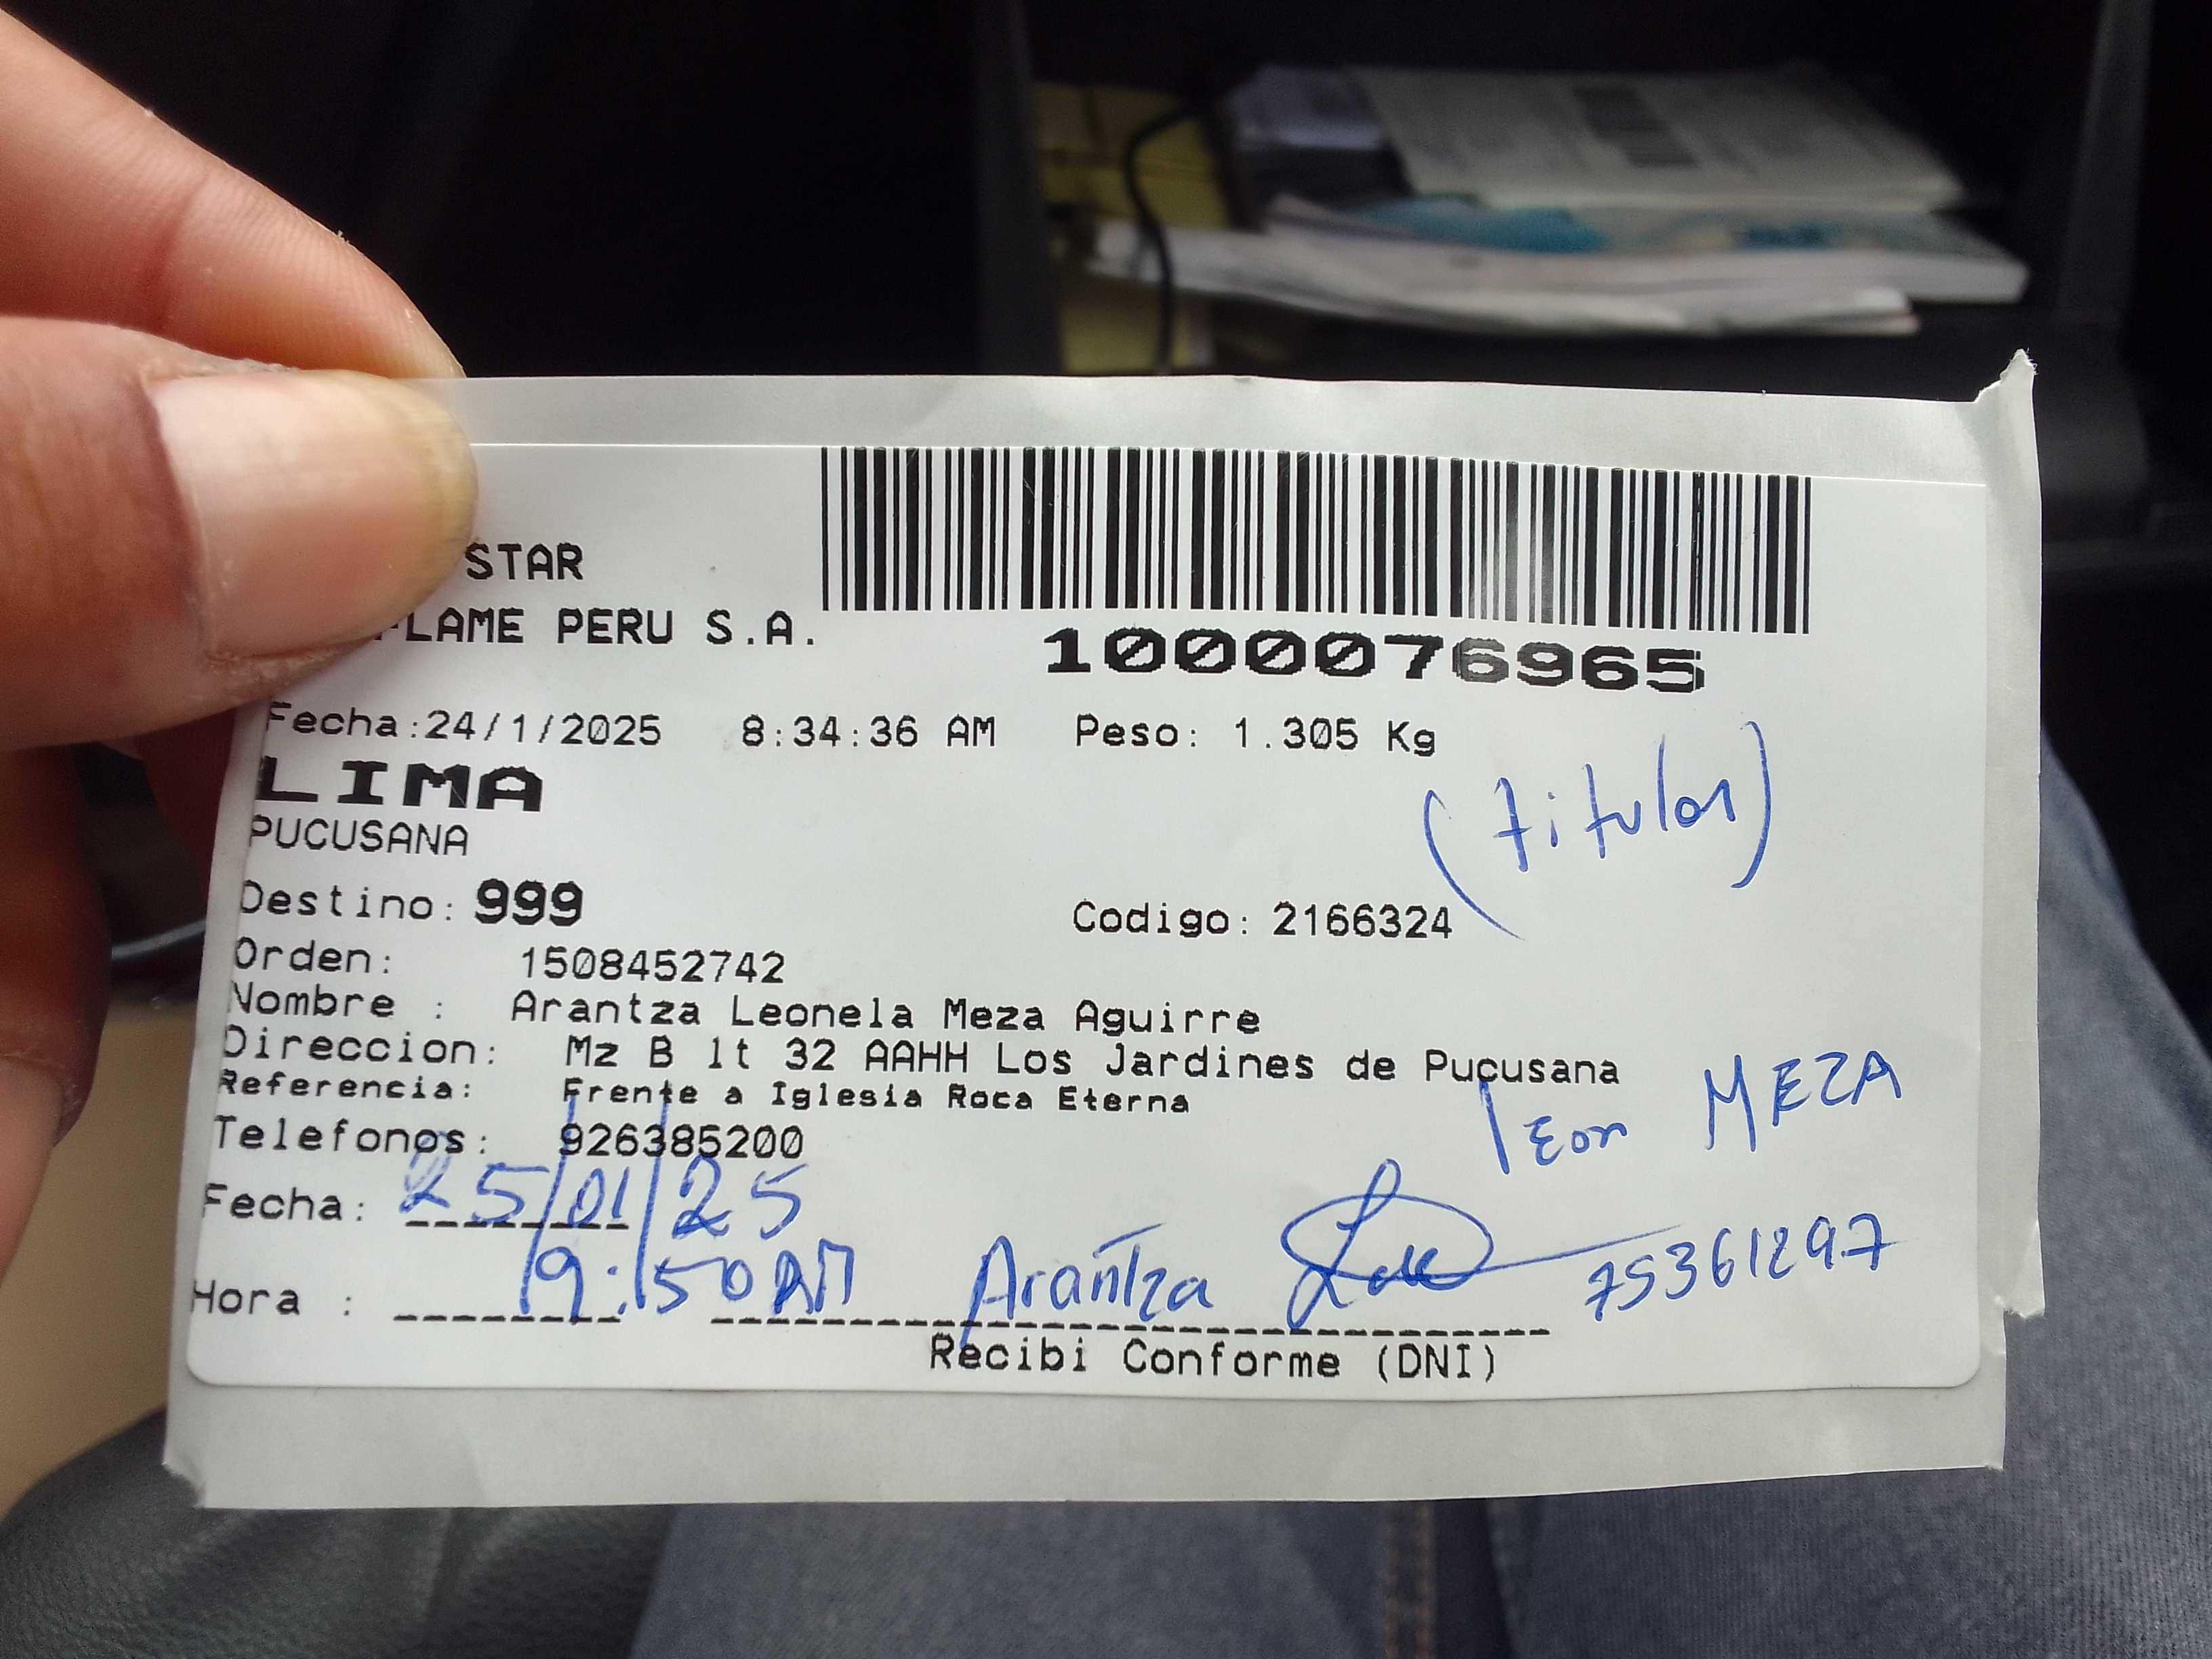 STAR
FLAME PERU S.A.
1000076965
Fecha:24/1/2025 8:34:36 AM Peso: 1.305 Kg
LIMA
(titular)
PUCUSANA
Destino: 999 Codigo: 2166324
Orden: 1508452742
Nombre : Arantza Leonela Meza Aguirre
Direccion: Mz B lt 32 AAHH Los Jardines de Pucusana
Referencia: Frente a Iglesia Roca Eterna
leon MEZA
Telefonos: 926385200
Fecha: 25/01/25
Hora : 9:50 AM Arantza 75361297
Recibi Conforme (DNI)